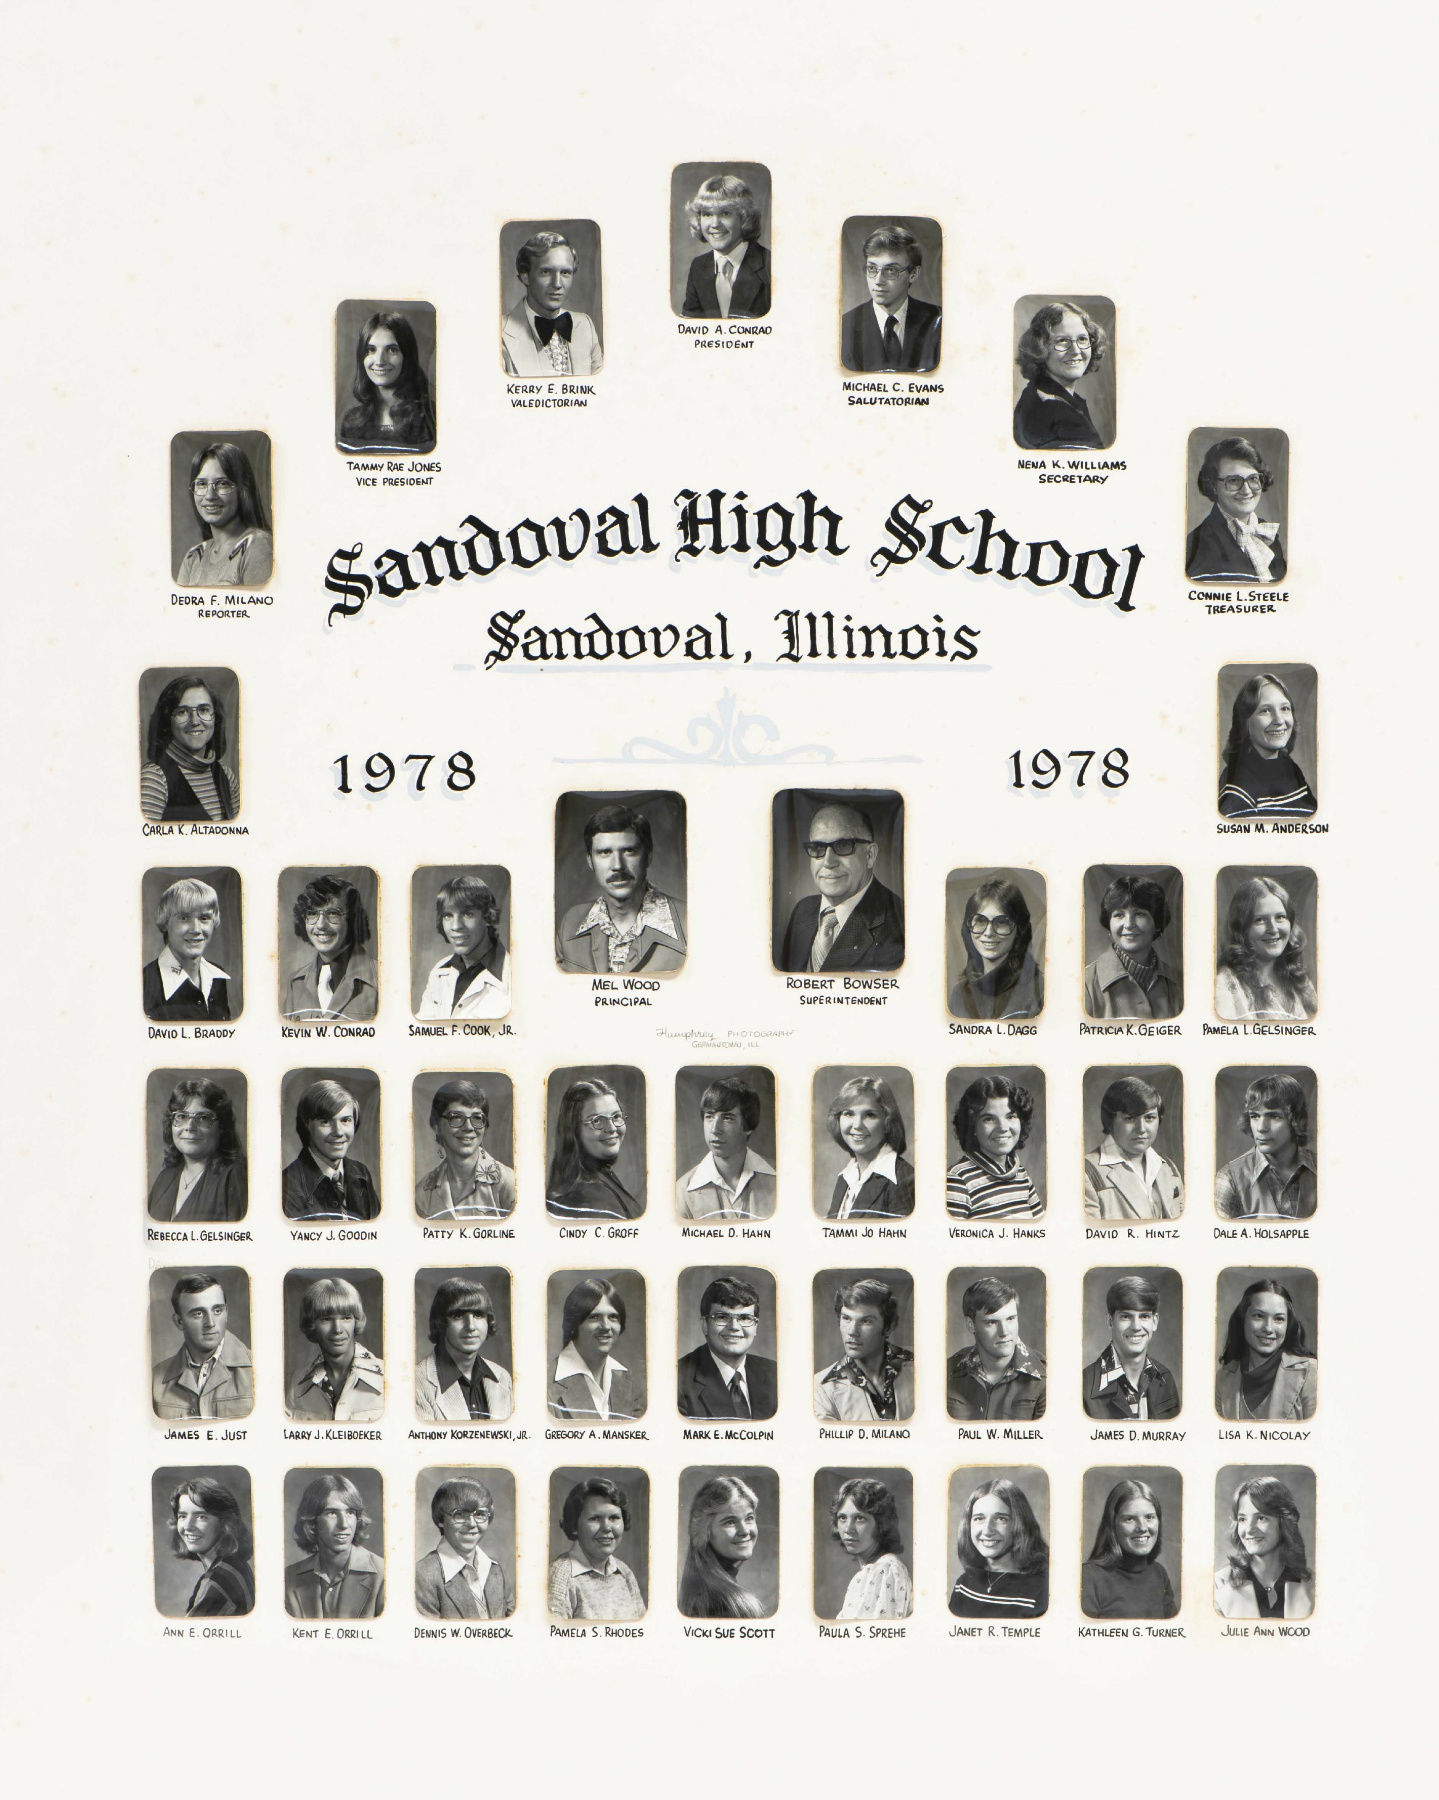 DAVID A. CONRAD
PRESIDENT
KERRY E. BRINK
VALEDICTORIAN
MICHAEL C. EVANS
SALUTATORIAN
TAMMY RAE JONES
VICE PRESIDENT
NENA K. WILLIAMS
SECRETARY
DEDRA F. MILANO
REPORTER
CONNIE L. STEELE
TREASURER
Sandoval High School
Sandoval, Illinois
1978 1978
CARLA K. ALTADONNA
SUSAN M. ANDERSON
MEL WOOD
PRINCIPAL
ROBERT BOWSER
SUPERINTENDENT
DAVID L. BRADDY KEVIN W. CONRAD SAMUEL F. COOK, JR. SANDRA L. DAGG PATRICIA K. GEIGER PAMELA L. GELSINGER
Humphrey PHOTOGRAPHY
GERMANTOWN, ILL.
REBECCA L. GELSINGER YANCY J. GOODIN PATTY K. GORLINE CINDY C. GROFF MICHAEL D. HAHN TAMMI JO HAHN VERONICA J. HANKS DAVID R. HINTZ DALE A. HOLSAPPLE
JAMES E. JUST LARRY J. KLEIBOEKER ANTHONY KORZENEWSKI, JR. GREGORY A. MANSKER MARK E. McCOLPIN PHILLIP D. MILANO PAUL W. MILLER JAMES D. MURRAY LISA K. NICOLAY
ANN E. ORRILL KENT E. ORRILL DENNIS W. OVERBECK PAMELA S. RHODES VICKI SUE SCOTT PAULA S. SPREHE JANET R. TEMPLE KATHLEEN G. TURNER JULIE ANN WOOD